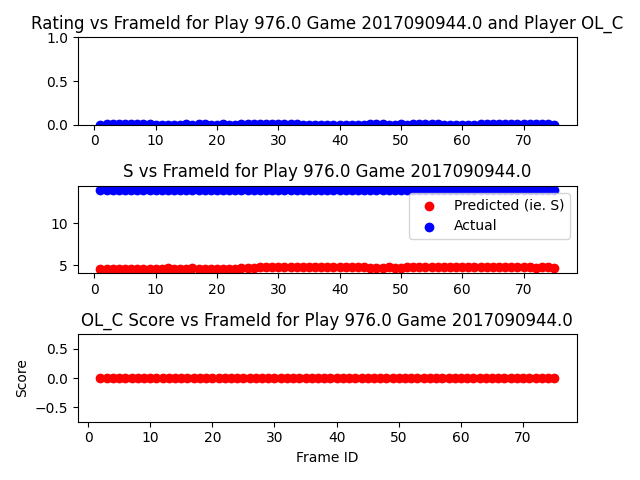 Rating vs FrameId for Play 976.0 Game 2017090944.0 and Player OL_C
1.0
0.5
0.0
0 10 20 30 40 50 60 70
S vs FrameId for Play 976.0 Game 2017090944.0
10
5
Predicted (ie. S)
Actual
0 10 20 30 40 50 60 70
OL_C Score vs FrameId for Play 976.0 Game 2017090944.0
Score
0.5
0.0
−0.5
0 10 20 30 40 50 60 70
Frame ID